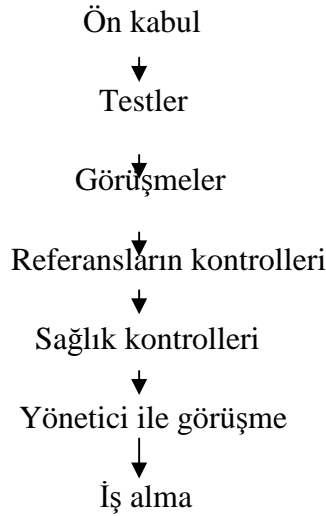 Ön kabul
Testler
Görüşmeler
Referansların kontrolleri
Sağlık kontrolleri
Yönetici ile görüşme
İş alma